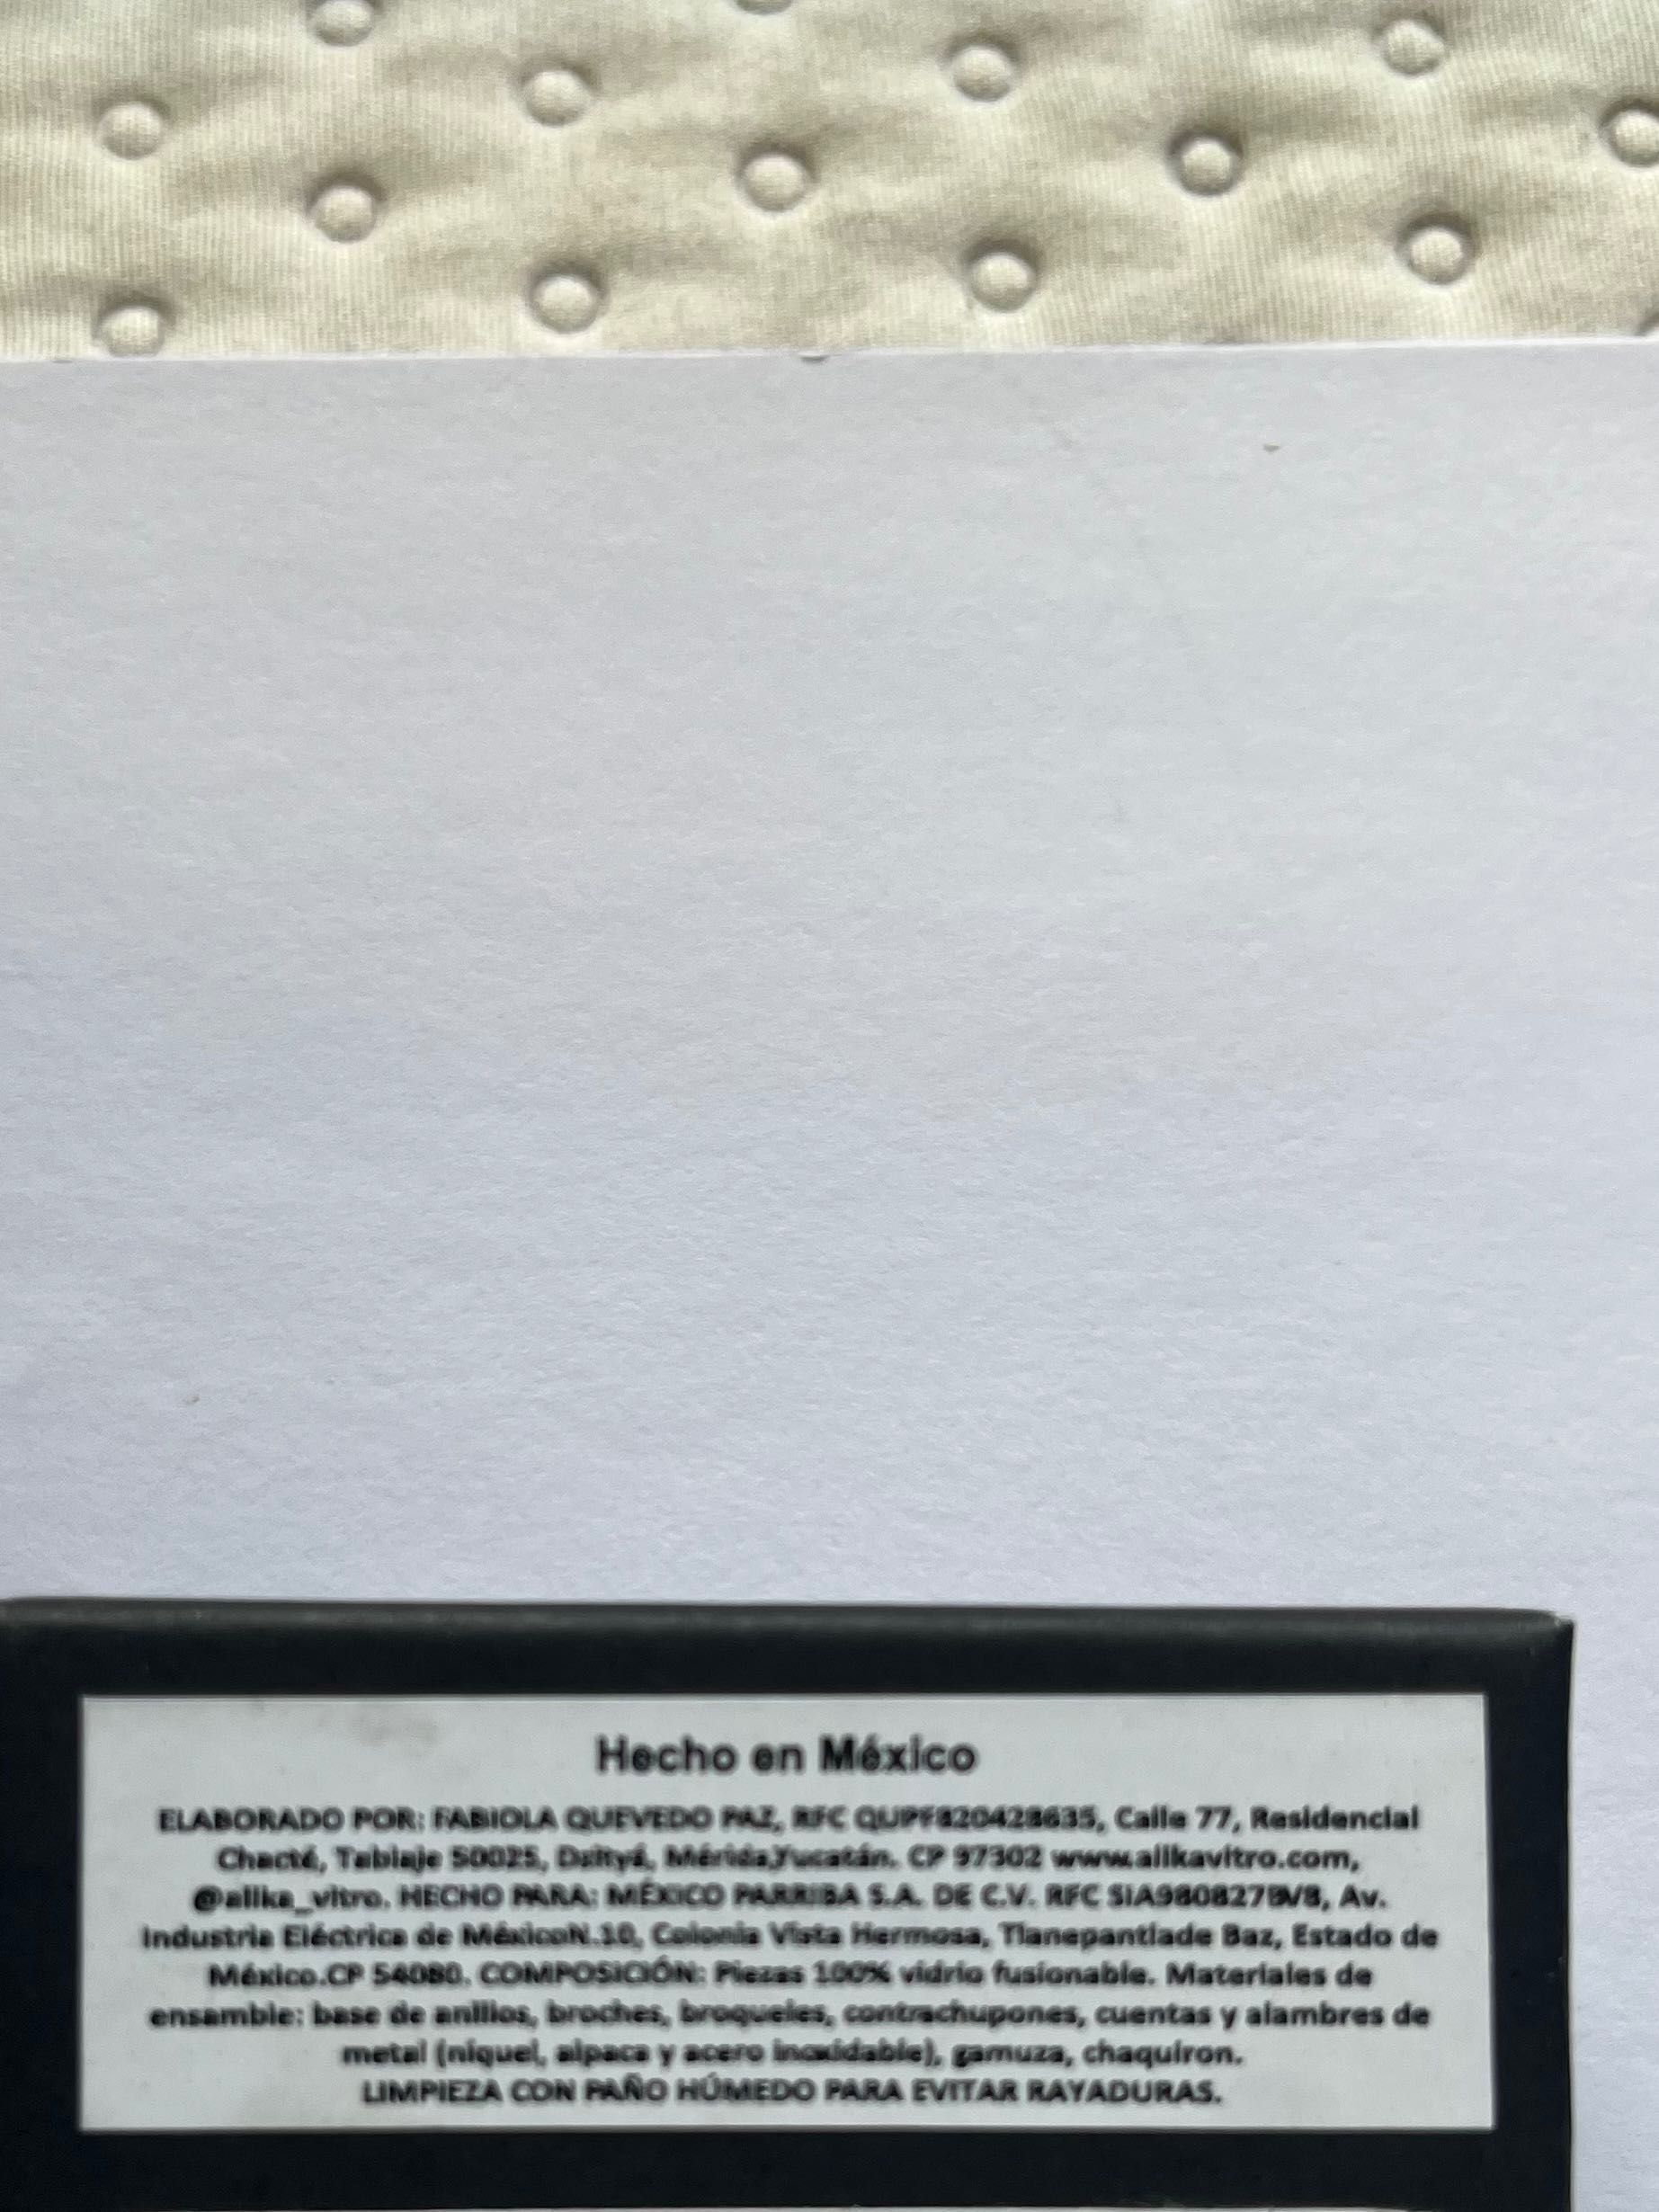 Hecho en México
ELABORADO POR: FABIOLA QUEVEDO PAZ, RFC QUPF820428635, Calle 77, Residencial
Chacté, Tablaje 50025, Dzityá, Mérida,Yucatán. CP 97302 www.alikavitro.com,
@alika_vitro. HECHO PARA: MÉXICO PARRIBA S.A. DE C.V. RFC SIA980827BV8, Av.
Industria Eléctrica de MéxicoN.10, Colonia Vista Hermosa, Tlanepantlade Baz, Estado de
México.CP 54080. COMPOSICIÓN: Piezas 100% vidrio fusionable. Materiales de
ensamble: base de anillos, broches, broqueles, contrachupones, cuentas y alambres de
metal (níquel, alpaca y acero inoxidable), gamuza, chaquiron.
LIMPIEZA CON PAÑO HÚMEDO PARA EVITAR RAYADURAS.